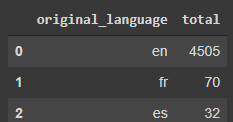 original_language total
0 en 4505
1 fr 70
2 es 32